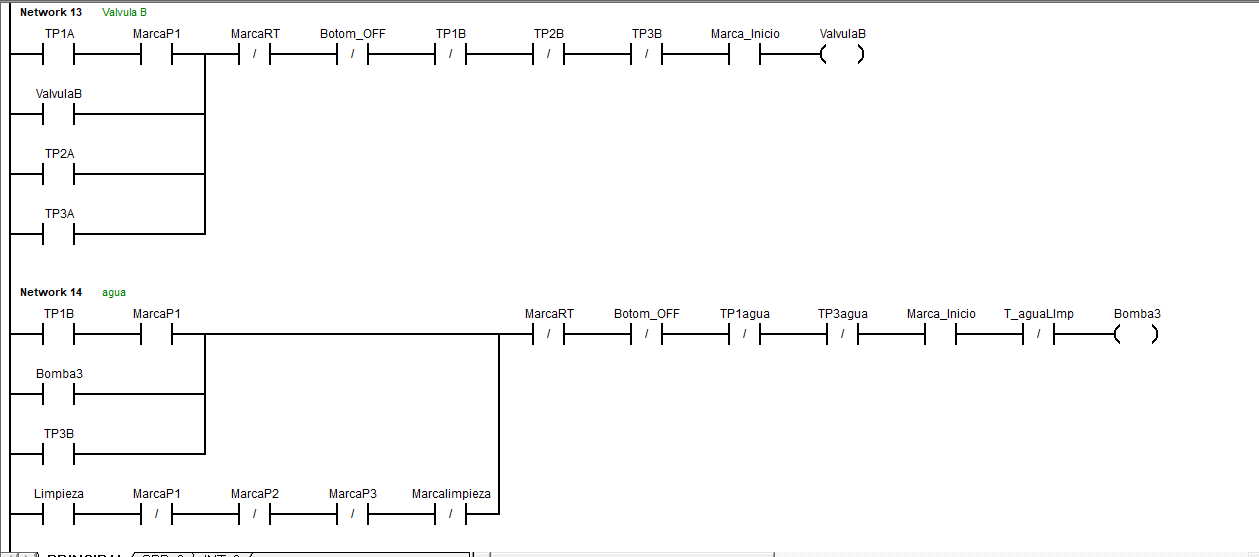 Network 13 Valvula B
TP1A MarcaP1 MarcaRT Botom_OFF TP1B TP2B TP3B Marca_Inicio ValvulaB
/ / / / /
ValvulaB
TP2A
TP3A
Network 14 agua
TP1B MarcaP1 MarcaRT Botom_OFF TP1agua TP3agua Marca_Inicio T_aguaLImp Bomba3
/ / / / /
Bomba3
TP3B
Limpieza MarcaP1 MarcaP2 MarcaP3 Marcalimpieza
/ / / /